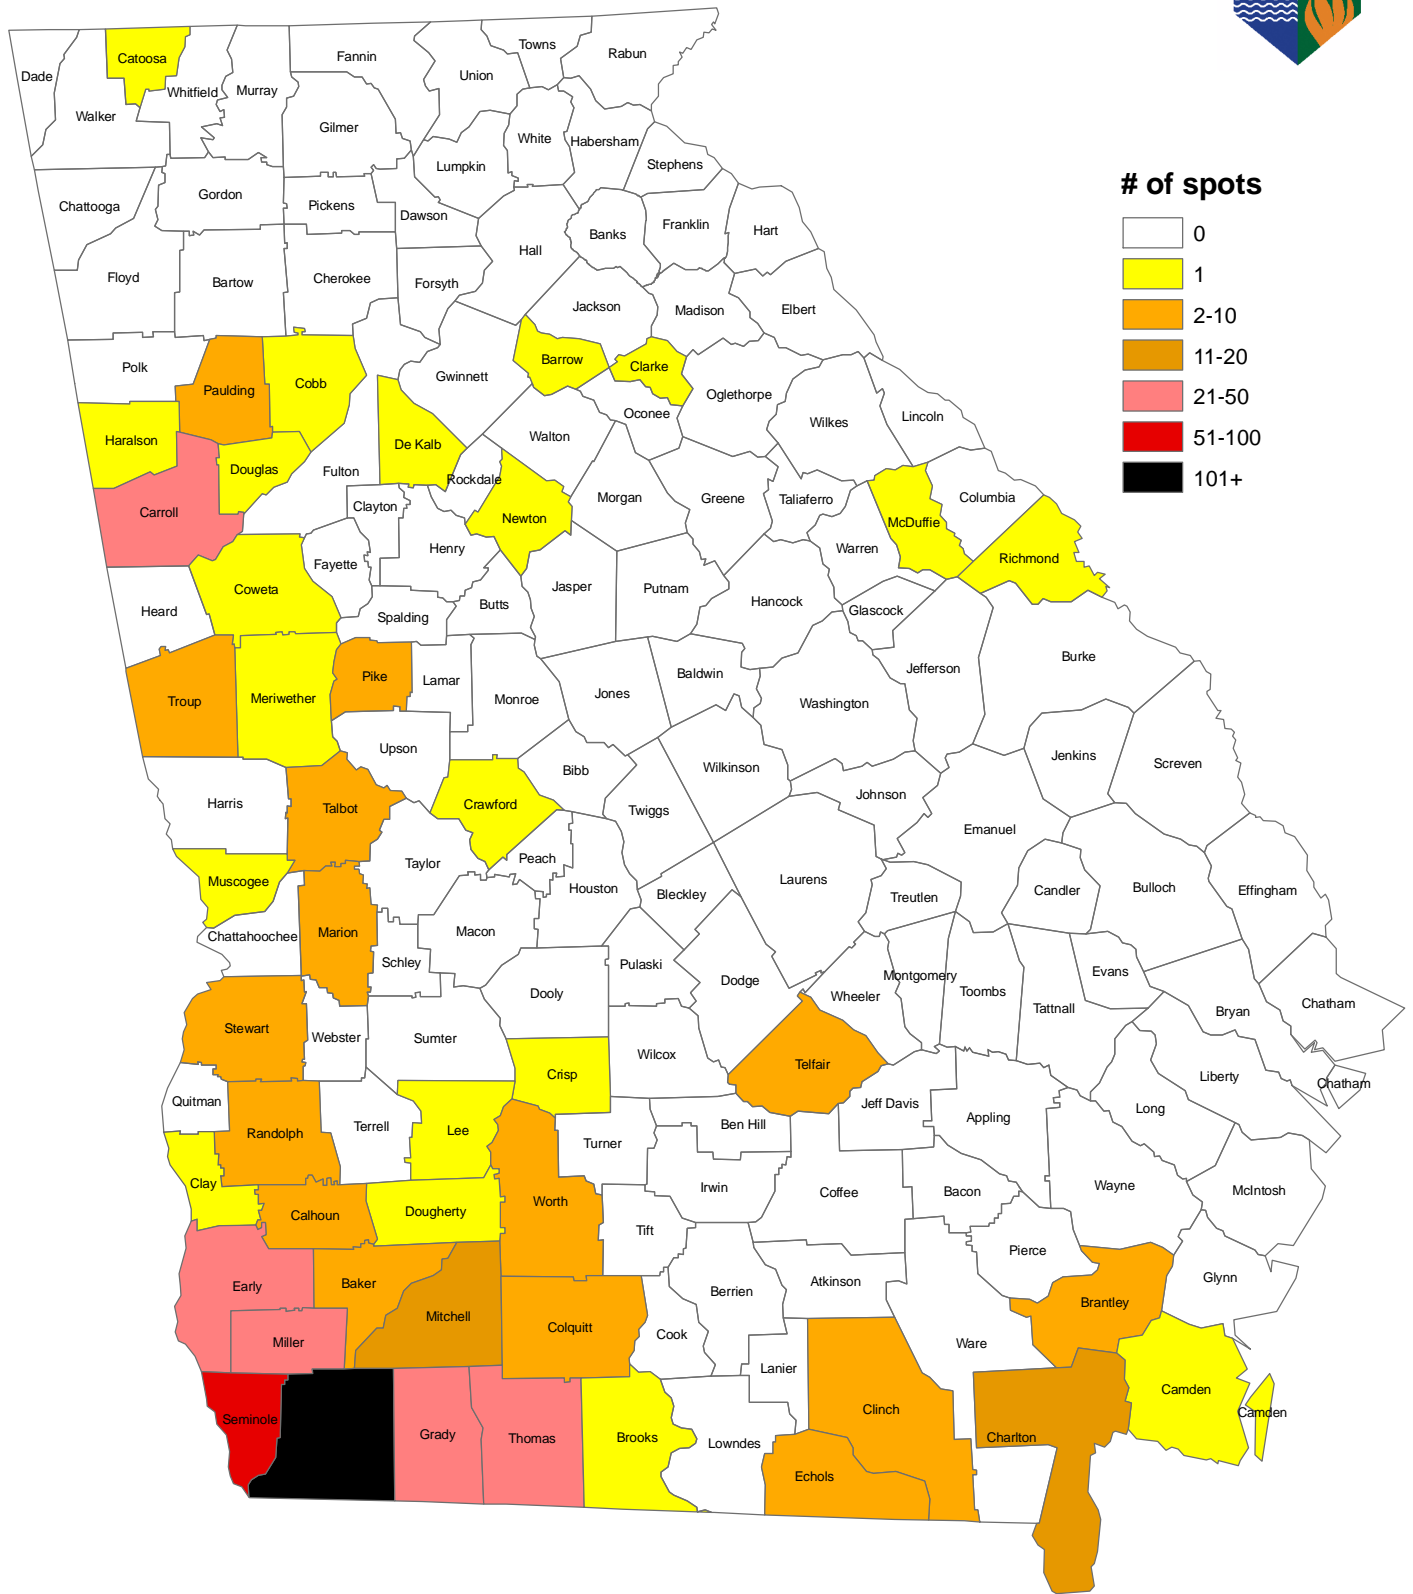 Towns
Rabun
Fannin
Catoosa
Union
Dade
Murray
Whitfield
Walker
Gilmer
White
Habersham
Lumpkin
Stephens
# of spots
Gordon
Chattooga
Pickens
Dawson
Franklin
Hart
Banks
0
Hall
Floyd
Bartow
Cherokee
Forsyth
1
Jackson
Madison
Elbert
2-10
Barrow
11-20
Polk
Clarke
Gwinnett
Cobb
Paulding
Oglethorpe
21-50
Oconee
Lincoln
Wilkes
Haralson
Walton
De Kalb
51-100
Douglas
Fulton
Rockdale
101+
Morgan
Greene
Taliaferro
Columbia
Clayton
Carroll
Newton
McDuffie
Henry
Warren
Fayette
Richmond
Coweta
Jasper
Putnam
Hancock
Butts
Heard
Glascock
Spalding
Burke
Jefferson
Baldwin
Pike
Lamar
Jones
Meriwether
Monroe
Troup
Washington
Upson
Jenkins
Screven
Wilkinson
Bibb
Johnson
Harris
Crawford
Talbot
Twiggs
Emanuel
Peach
Taylor
Muscogee
Laurens
Houston
Bulloch
Candler
Effingham
Bleckley
Treutlen
Macon
Marion
Chattahoochee
Schley
Pulaski
Evans
Montgomery
Dodge
Toombs
Dooly
Wheeler
Chatham
Tattnall
Bryan
Stewart
Webster
Sumter
Wilcox
Telfair
Crisp
Liberty
Chatham
Quitman
Jeff Davis
Long
Appling
Ben Hill
Terrell
Lee
Randolph
Turner
Clay
Wayne
Irwin
McIntosh
Coffee
Bacon
Worth
Dougherty
Calhoun
Tift
Pierce
Glynn
Atkinson
Baker
Early
Berrien
Brantley
Mitchell
Colquitt
Cook
Miller
Ware
Lanier
Camden
Clinch
Camden
Seminole
Grady
Brooks
Charlton
Thomas
Lowndes
Echols